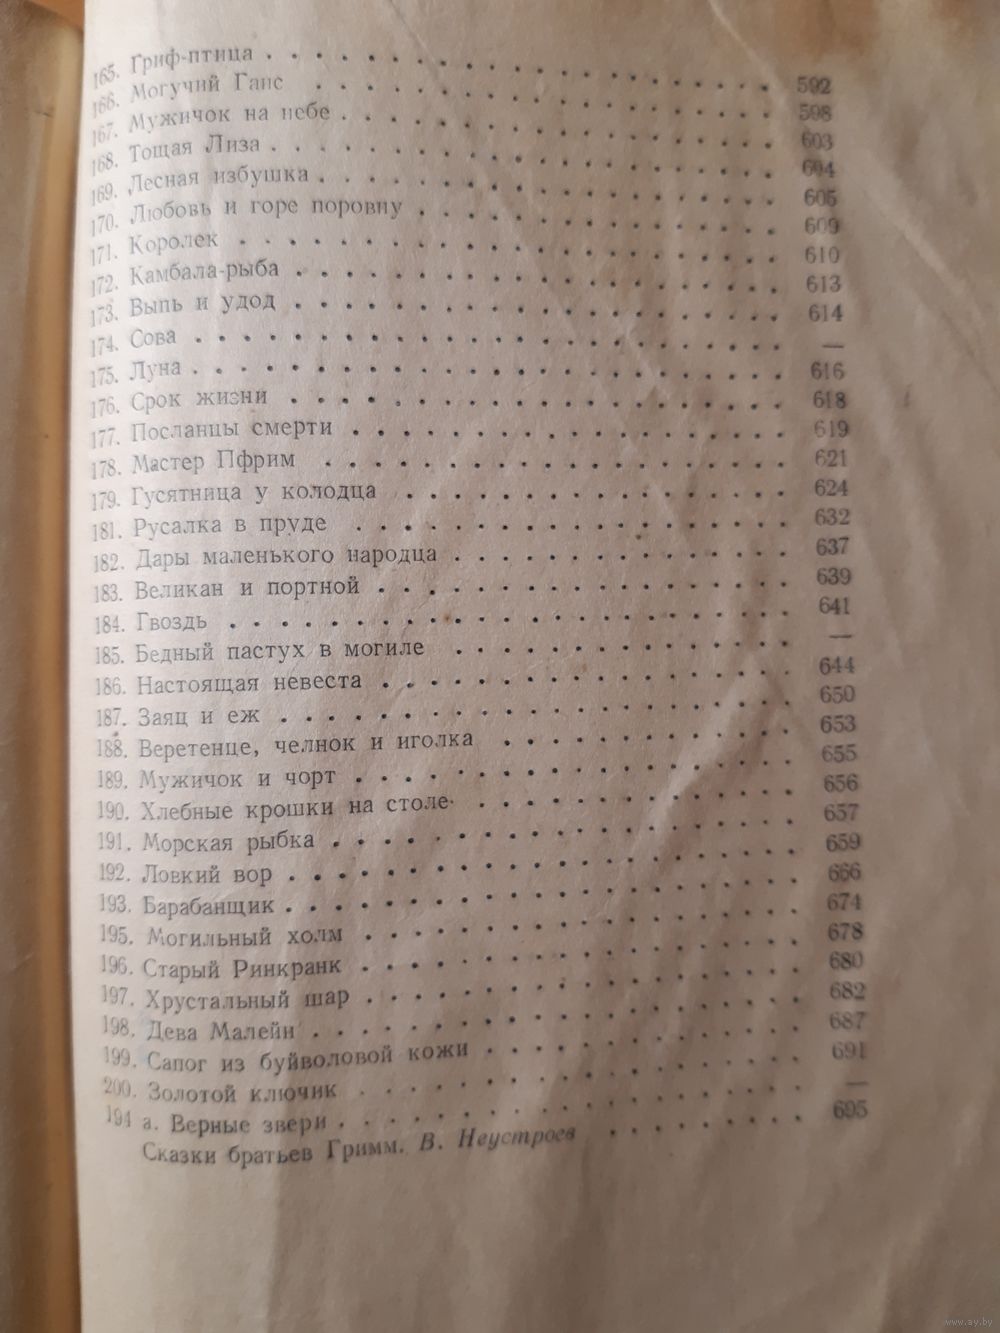 165. Гриф-птица . . . . . . . . . . . . . . . . . . . . 592
166. Могучий Ганс . . . . . . . . . . . . . . . . . . . 598
167. Мужичок на небе . . . . . . . . . . . . . . . . . . 603
168. Тощая Лиза . . . . . . . . . . . . . . . . . . . . 604
169. Лесная избушка . . . . . . . . . . . . . . . . . . 605
170. Любовь и горе поровну . . . . . . . . . . . . . . . 609
171. Королек . . . . . . . . . . . . . . . . . . . . . . 610
172. Камбала-рыба . . . . . . . . . . . . . . . . . . . 613
173. Выпь и удод . . . . . . . . . . . . . . . . . . . . 614
174. Сова . . . . . . . . . . . . . . . . . . . . . . . —
175. Луна . . . . . . . . . . . . . . . . . . . . . . . 616
176. Срок жизни . . . . . . . . . . . . . . . . . . . . 618
177. Посланцы смерти . . . . . . . . . . . . . . . . . . 619
178. Мастер Пфрим . . . . . . . . . . . . . . . . . . . 621
179. Гусятница у колодца . . . . . . . . . . . . . . . . 624
181. Русалка в пруде . . . . . . . . . . . . . . . . . . 632
182. Дары маленького народца . . . . . . . . . . . . . . 637
183. Великан и портной . . . . . . . . . . . . . . . . . 639
184. Гвоздь . . . . . . . . . . . . . . . . . . . . . . 641
185. Бедный пастух в могиле . . . . . . . . . . . . . . —
186. Настоящая невеста . . . . . . . . . . . . . . . . . 644
187. Заяц и еж . . . . . . . . . . . . . . . . . . . . . 650
188. Веретенце, челнок и иголка . . . . . . . . . . . . 653
189. Мужичок и чорт . . . . . . . . . . . . . . . . . . 655
190. Хлебные крошки на столе . . . . . . . . . . . . . . 656
191. Морская рыбка . . . . . . . . . . . . . . . . . . . 657
192. Ловкий вор . . . . . . . . . . . . . . . . . . . . 659
193. Барабанщик . . . . . . . . . . . . . . . . . . . . 666
195. Могильный холм . . . . . . . . . . . . . . . . . . 674
196. Старый Ринкранк . . . . . . . . . . . . . . . . . . 678
197. Хрустальный шар . . . . . . . . . . . . . . . . . . 680
198. Дева Малейн . . . . . . . . . . . . . . . . . . . . 682
199. Сапог из буйволовой кожи . . . . . . . . . . . . . 687
200. Золотой ключик . . . . . . . . . . . . . . . . . . 691
194 а. Верные звери . . . . . . . . . . . . . . . . . . —
Сказки братьев Гримм. В. Неустроев . . . . . . . . . . 695
www.ay.by